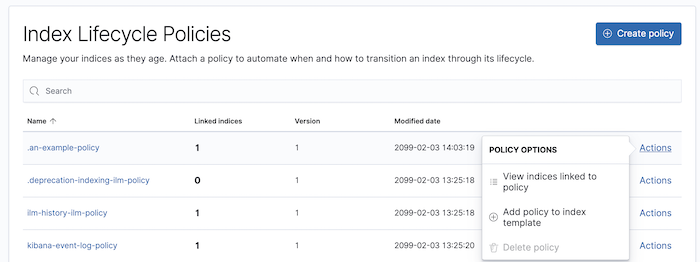 Index Lifecycle Policies
Create policy
Manage your indices as they age. Attach a policy to automate when and how to transition an index through its lifecycle.
Search
Name Linked indices Version Modified date
.an-example-policy 1 1 2099-02-03 14:03:19 Actions
POLICY OPTIONS
View indices linked to
policy
Add policy to index
template
Delete policy
.deprecation-indexing-ilm-policy 0 1 2099-02-03 13:25:18 Actions
ilm-history-ilm-policy 1 1 2099-02-03 13:25:18 Actions
kibana-event-log-policy 1 1 2099-02-03 13:25:20 Actions